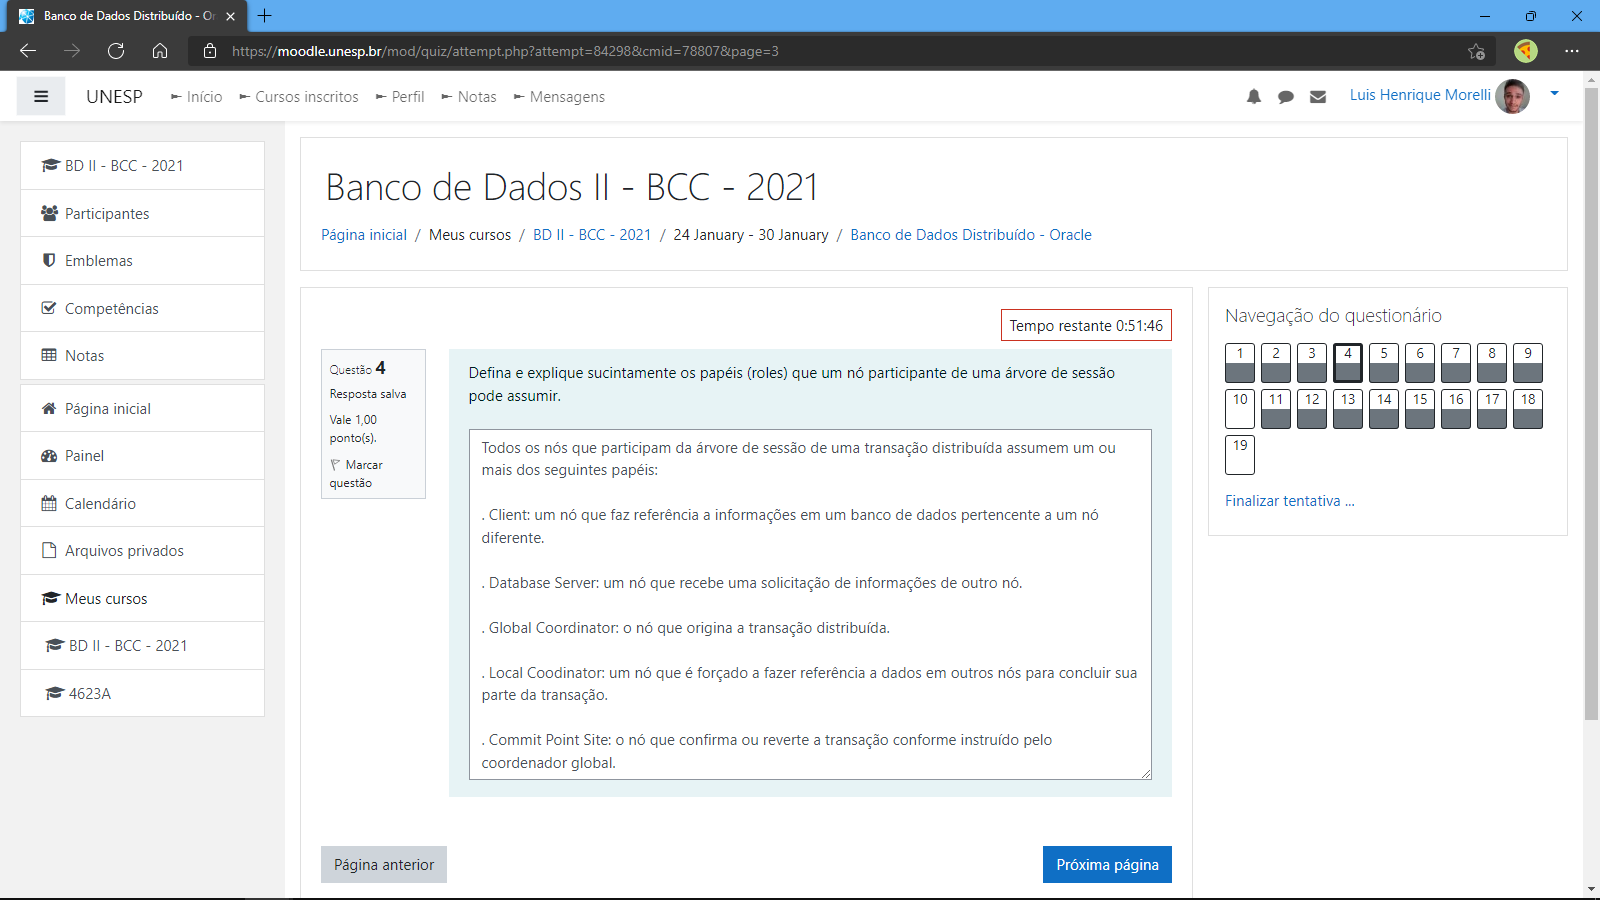 Banco de Dados Distribuído - Or
https://moodle.unesp.br/mod/quiz/attempt.php?attempt=84298&cmid=78807&page=3
UNESP
Início
Cursos inscritos
Perfil
Notas
Mensagens
Luis Henrique Morelli
BD II - BCC - 2021
Participantes
Emblemas
Competências
Notas
Página inicial
Painel
Calendário
Arquivos privados
Meus cursos
BD II - BCC - 2021
4623A
Banco de Dados II - BCC - 2021
Página inicial / Meus cursos / BD II - BCC - 2021 / 24 January - 30 January / Banco de Dados Distribuído - Oracle
Tempo restante 0:51:46
Questão 4
Resposta salva
Vale 1,00
ponto(s).
Marcar
questão
Defina e explique sucintamente os papéis (roles) que um nó participante de uma árvore de sessão
pode assumir.
Todos os nós que participam da árvore de sessão de uma transação distribuída assumem um ou
mais dos seguintes papéis:
. Client: um nó que faz referência a informações em um banco de dados pertencente a um nó
diferente.
. Database Server: um nó que recebe uma solicitação de informações de outro nó.
. Global Coordinator: o nó que origina a transação distribuída.
. Local Coodinator: um nó que é forçado a fazer referência a dados em outros nós para concluir sua
parte da transação.
. Commit Point Site: o nó que confirma ou reverte a transação conforme instruído pelo
coordenador global.
Página anterior
Próxima página
Navegação do questionário
1 2 3 4 5 6 7 8 9
10 11 12 13 14 15 16 17 18
19
Finalizar tentativa ...